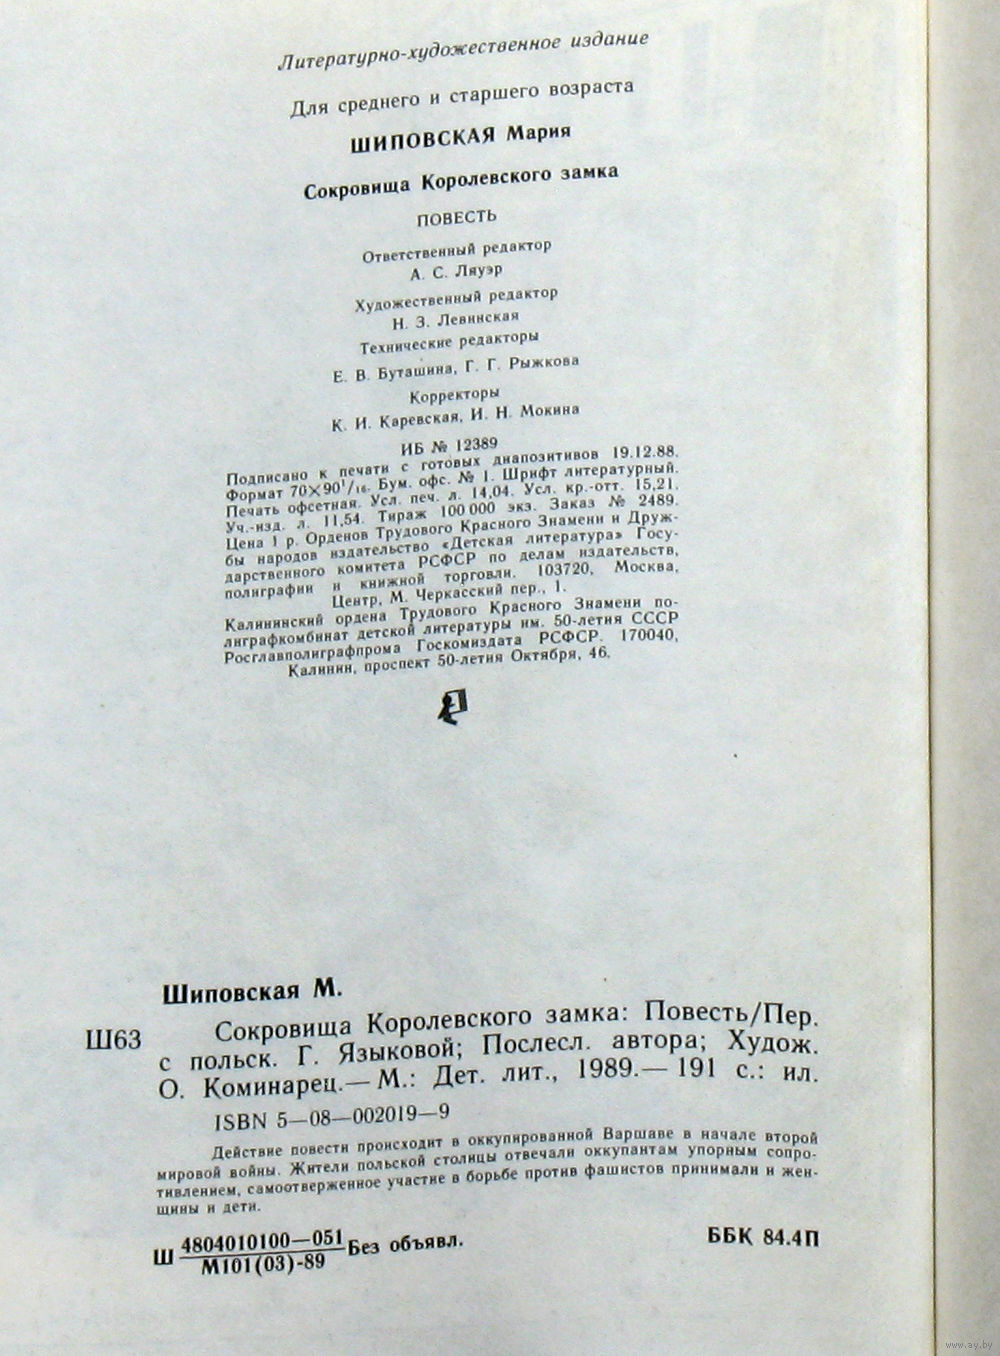 Литературно-художественное издание
Для среднего и старшего возраста
ШИПОВСКАЯ Мария
Сокровища Королевского замка
ПОВЕСТЬ
Ответственный редактор
А. С. Ляуэр
Художественный редактор
Н. З. Левинская
Технические редакторы
Е. В. Буташина, Г. Г. Рыжкова
Корректоры
К. И. Каревская, И. Н. Мокина
ИБ № 12389
Подписано к печати с готовых диапозитивов 19.12.88.
Формат 70×90¹/₁₆. Бум. офс. № 1. Шрифт литературный.
Печать офсетная. Усл. печ. л. 14,04. Усл. кр.-отт. 15,21.
Уч.-изд. л. 11,54. Тираж 100 000 экз. Заказ № 2489.
Цена 1 р. Орденов Трудового Красного Знамени и Друж-
бы народов издательство «Детская литература» Госу-
дарственного комитета РСФСР по делам издательств,
полиграфии и книжной торговли. 103720, Москва,
Центр, М. Черкасский пер., 1.
Калининский ордена Трудового Красного Знамени по-
лиграфкомбинат детской литературы им. 50-летия СССР
Росглавполиграфпрома Госкомиздата РСФСР. 170040,
Калинин, проспект 50-летия Октября, 46.
Шиповская М.
Ш63 Сокровища Королевского замка: Повесть/Пер.
с польск. Г. Языковой; Послесл. автора; Худож.
О. Коминарец.— М.: Дет. лит., 1989.— 191 с.: ил.
ISBN 5—08—002019—9
Действие повести происходит в оккупированной Варшаве в начале второй
мировой войны. Жители польской столицы отвечали оккупантам упорным сопро-
тивлением, самоотверженное участие в борьбе против фашистов принимали и жен-
щины и дети.
Ш 4804010100—051 Без объявл.
М101(03)-89
ББК 84.4П
www.ay.by